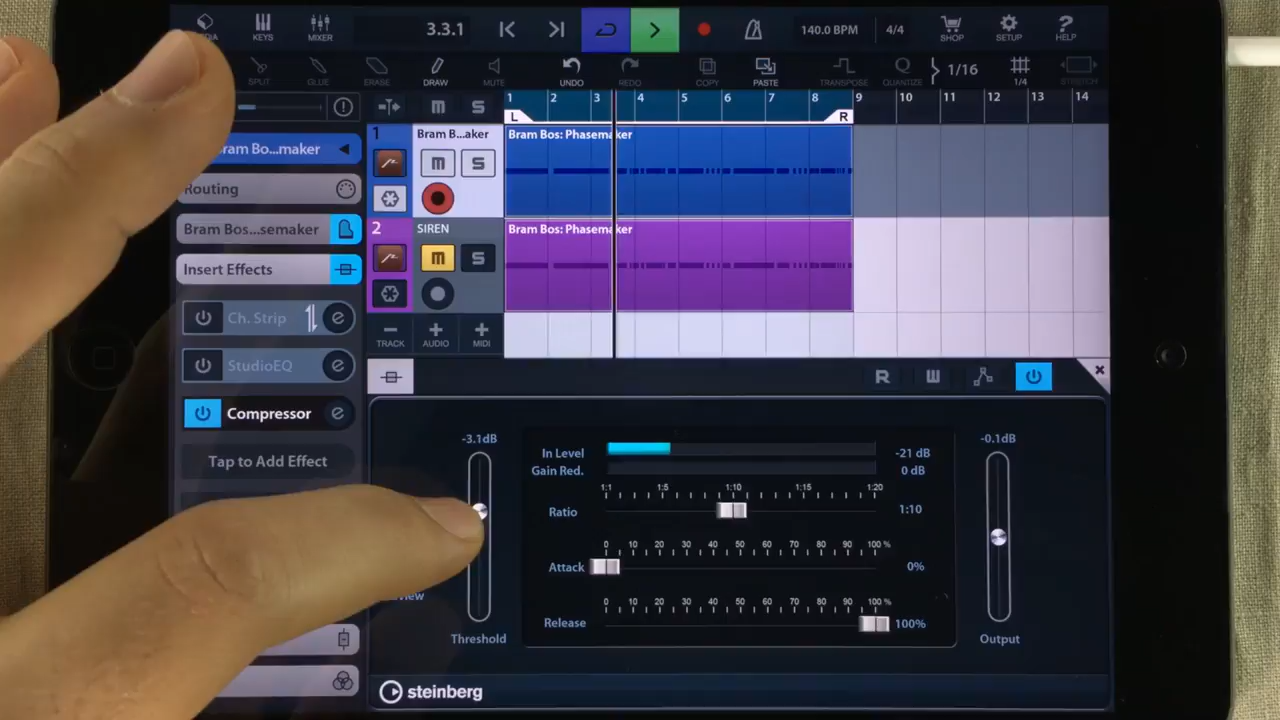 KEYS
MIXER
3.3.1
140.0 BPM
4/4
SHOP
SETUP
HELP
SPLIT
GLUE
ERASE
DRAW
MUTE
UNDO
REDO
COPY
PASTE
TRANSPOSE
QUANTIZE
1/16
1/4
STRETCH
m S
1 2 3 4 5 6 7 8 9 10 11 12 13 14
L R
ram Bo...maker
1 Bram B...aker
m S
Bram Bos: Phasemaker
Routing
Bram Bos...semaker
2 SIREN
m S
Bram Bos: Phasemaker
Insert Effects
Ch. Strip
e
TRACK
AUDIO
MIDI
StudioEQ
e
R W
Compressor
e
Tap to Add Effect
-3.1dB
In Level -21 dB
Gain Red. 0 dB
-0.1dB
1:1 1:5 1:10 1:15 1:20
Ratio 1:10
0 10 20 30 40 50 60 70 80 90 100 %
Attack 0%
0 10 20 30 40 50 60 70 80 90 100 %
Release 100%
Threshold
Output
steinberg